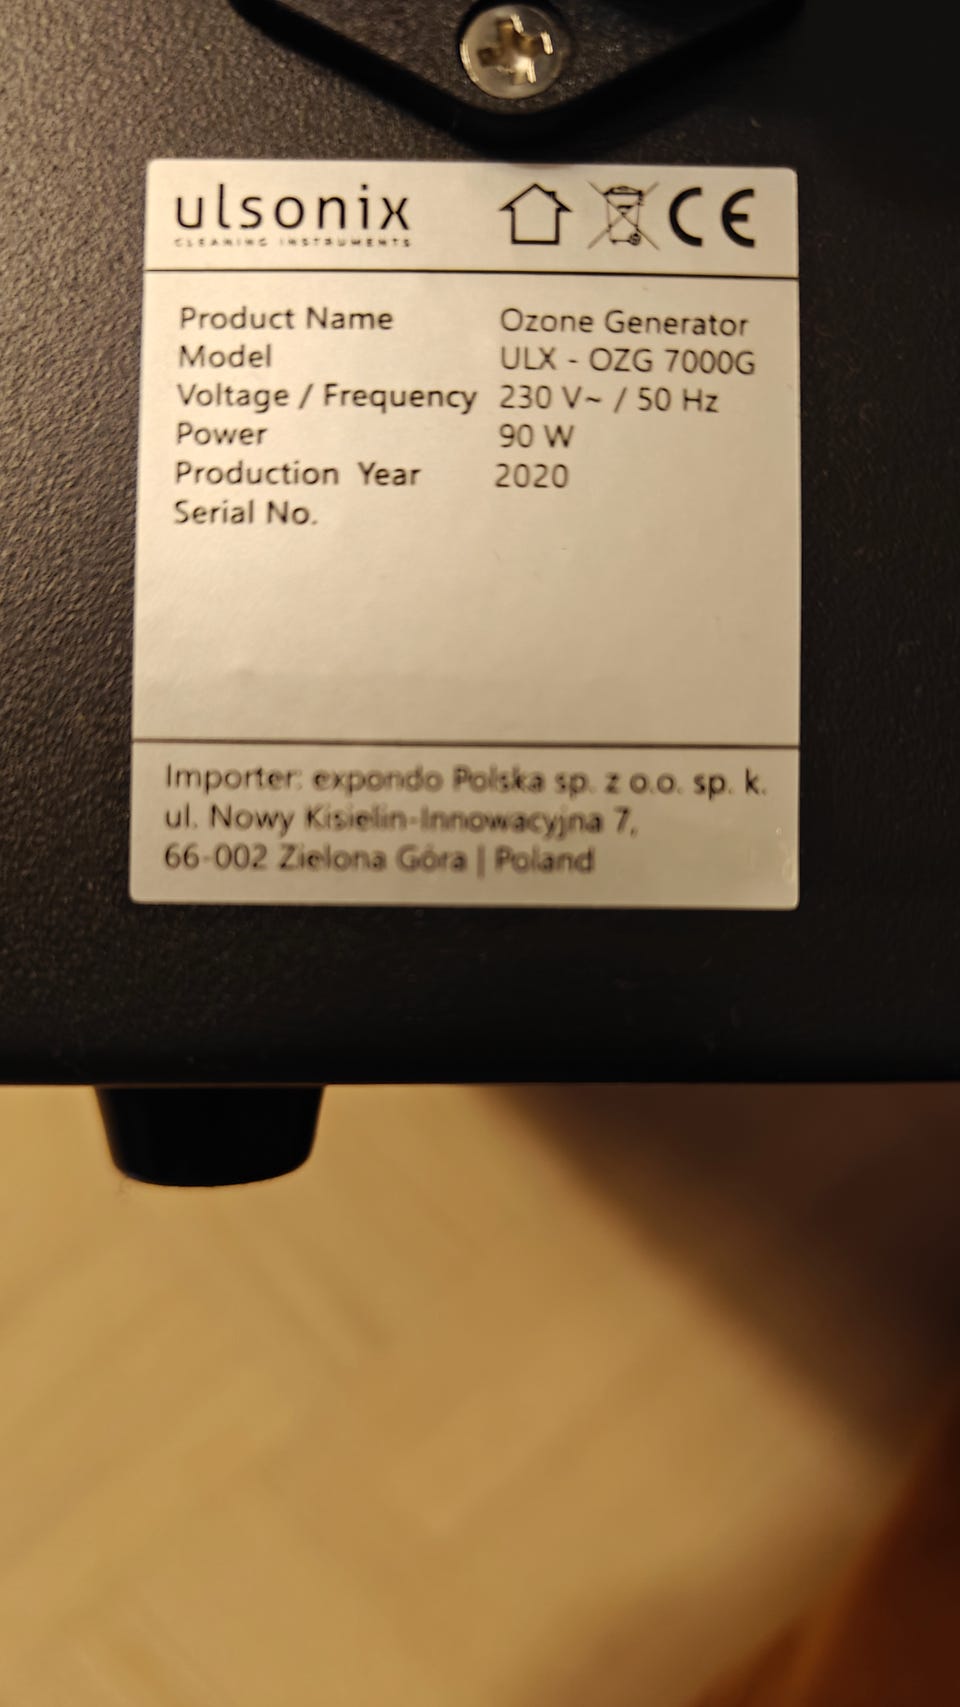 ulsonix
CLEANING INSTRUMENTS
CE
Product Name Ozone Generator
Model ULX - OZG 7000G
Voltage / Frequency 230 V~ / 50 Hz
Power 90 W
Production Year 2020
Serial No.
Importer: expondo Polska sp. z o.o. sp. k.
ul. Nowy Kisielin-Innowacyjna 7,
66-002 Zielona Góra | Poland